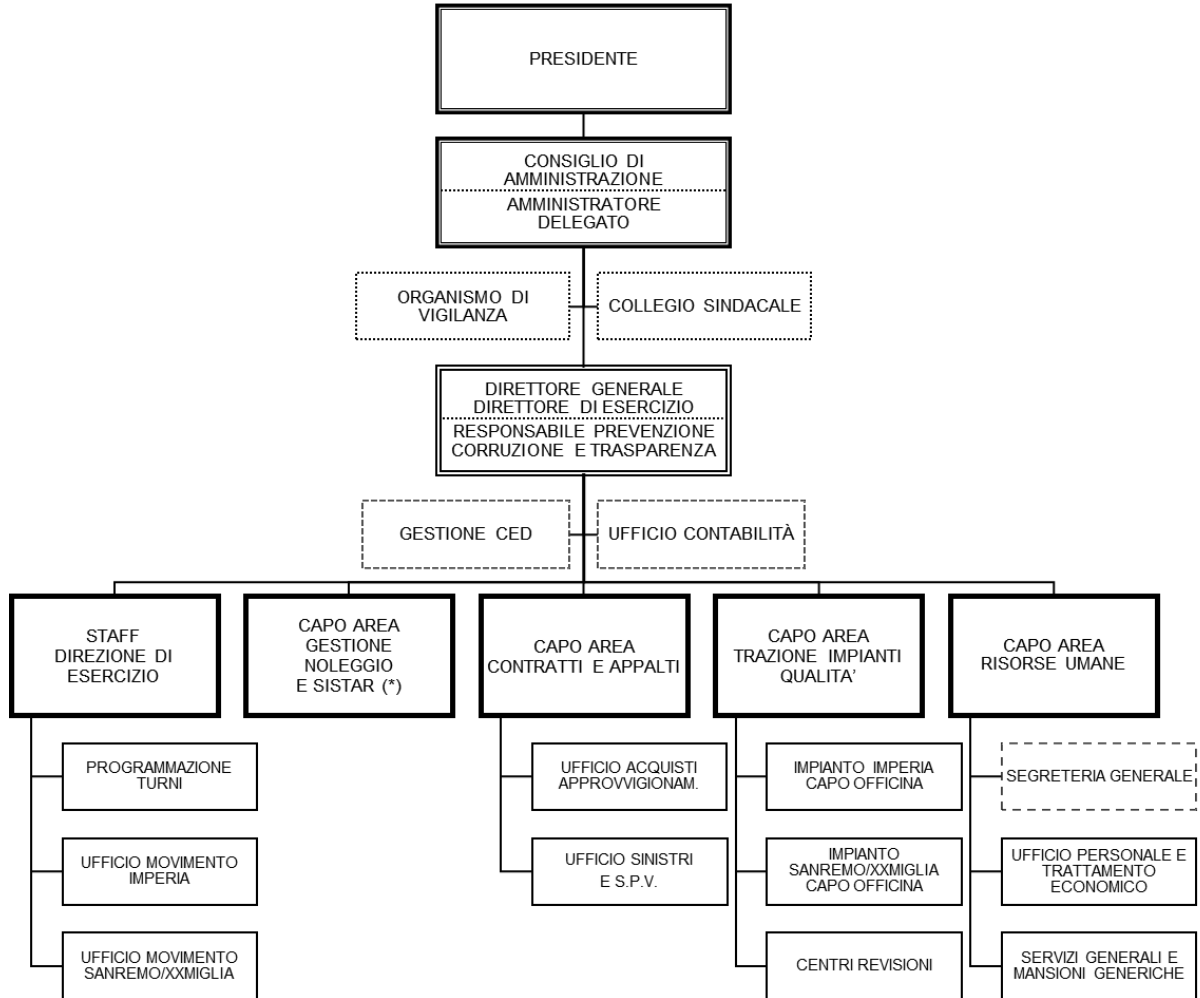 PRESIDENTE
CONSIGLIO DI
AMMINISTRAZIONE
AMMINISTRATORE
DELEGATO
ORGANISMO DI
VIGILANZA
COLLEGIO SINDACALE
DIRETTORE GENERALE
DIRETTORE DI ESERCIZIO
RESPONSABILE PREVENZIONE
CORRUZIONE E TRASPARENZA
GESTIONE CED
UFFICIO CONTABILITÀ
STAFF
DIREZIONE DI
ESERCIZIO
CAPO AREA
GESTIONE
NOLEGGIO
E SISTAR (*)
CAPO AREA
CONTRATTI E APPALTI
CAPO AREA
TRAZIONE IMPIANTI
QUALITA'
CAPO AREA
RISORSE UMANE
PROGRAMMAZIONE
TURNI
UFFICIO ACQUISTI
APPROVVIGIONAM.
IMPIANTO IMPERIA
CAPO OFFICINA
SEGRETERIA GENERALE
UFFICIO MOVIMENTO
IMPERIA
UFFICIO SINISTRI
E S.P.V.
IMPIANTO
SANREMO/XXMIGLIA
CAPO OFFICINA
UFFICIO PERSONALE E
TRATTAMENTO
ECONOMICO
UFFICIO MOVIMENTO
SANREMO/XXMIGLIA
CENTRI REVISIONI
SERVIZI GENERALI E
MANSIONI GENERICHE